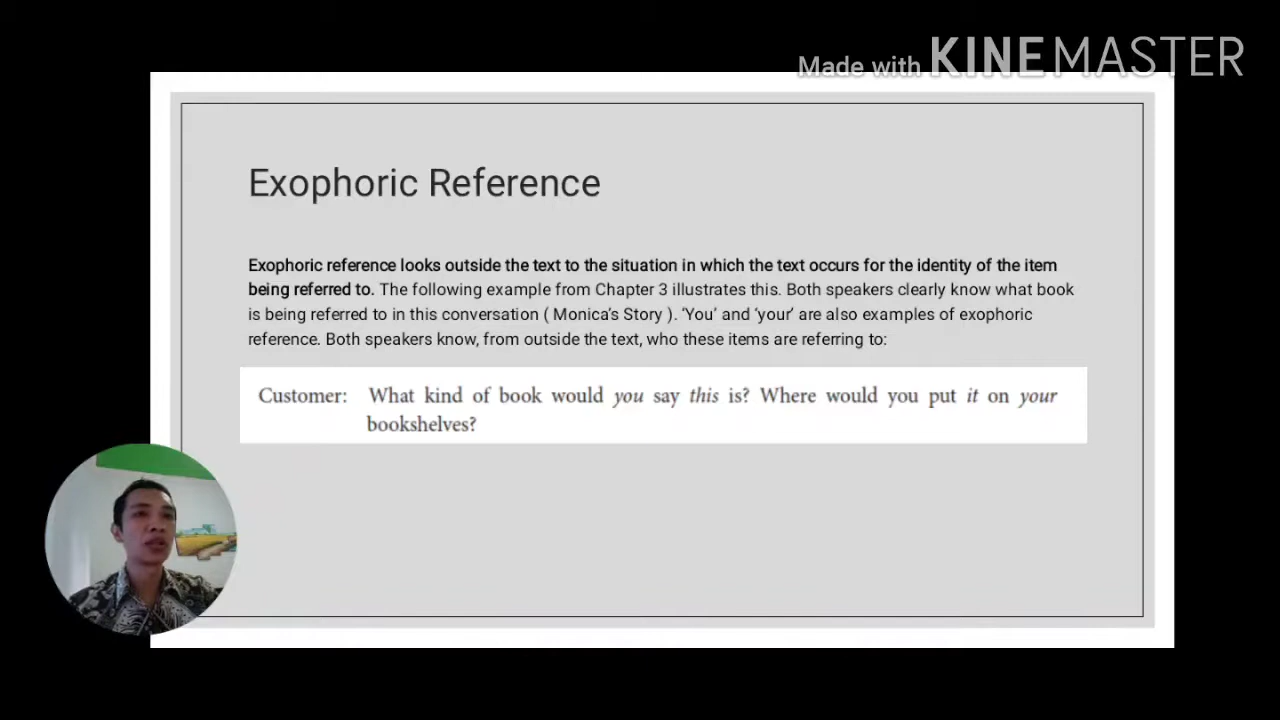 Made with KINEMASTER
Exophoric Reference
Exophoric reference looks outside the text to the situation in which the text occurs for the identity of the item
being referred to. The following example from Chapter 3 illustrates this. Both speakers clearly know what book
is being referred to in this conversation ( Monica’s Story ). ‘You’ and ‘your’ are also examples of exophoric
reference. Both speakers know, from outside the text, who these items are referring to:
Customer: What kind of book would you say this is? Where would you put it on your
bookshelves?